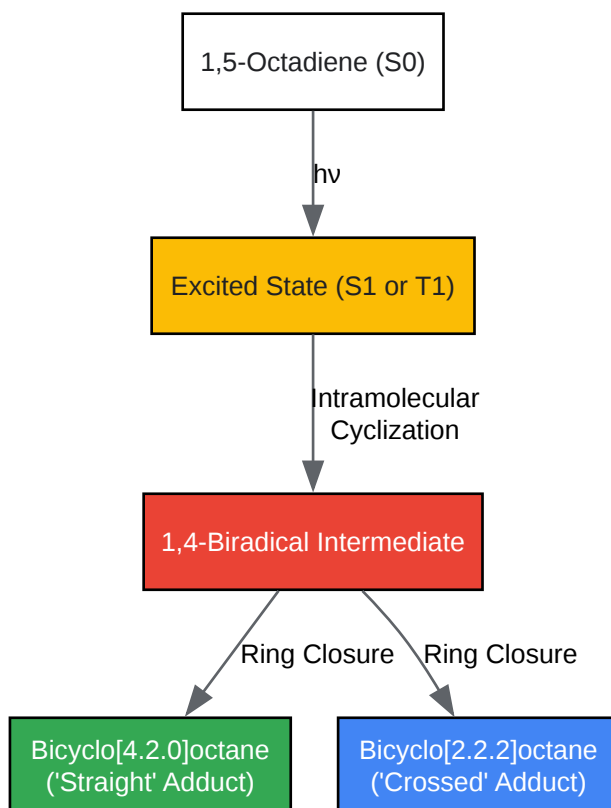 1,5-Octadiene (S0)
hν
Excited State (S1 or T1)
Intramolecular
Cyclization
1,4-Biradical Intermediate
Ring Closure
Ring Closure
Bicyclo[4.2.0]octane
('Straight' Adduct)
Bicyclo[2.2.2]octane
('Crossed' Adduct)